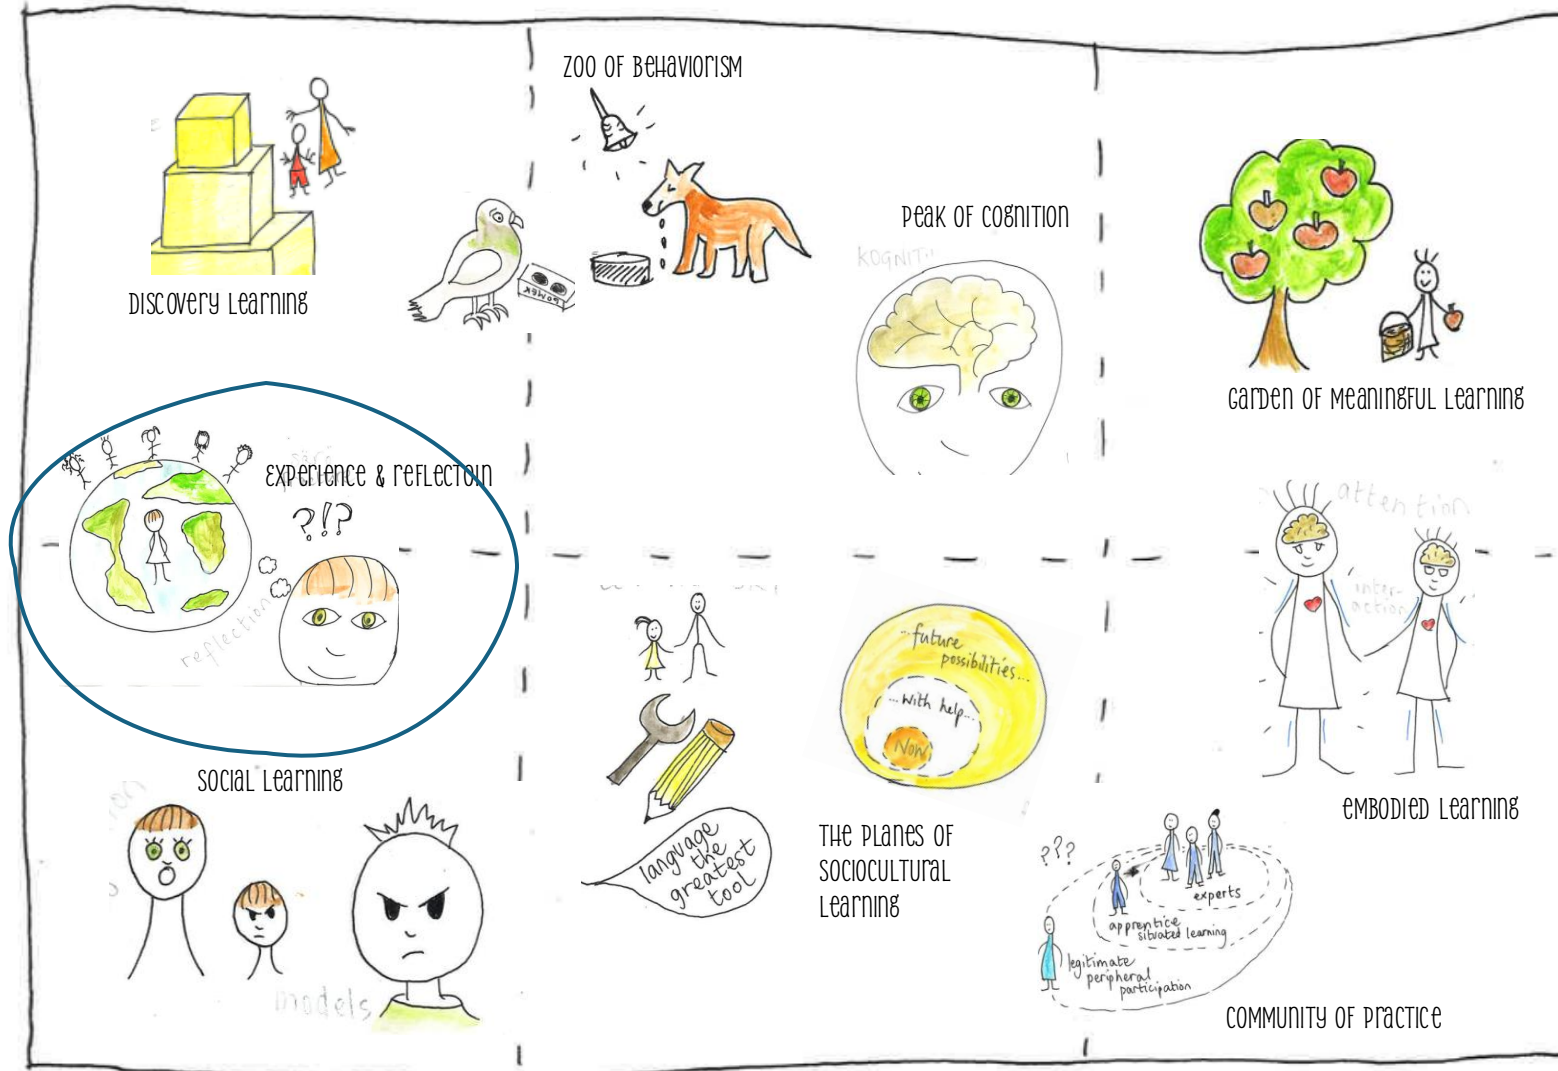 ZOO OF BEHAVIORISM
DISCOVERY LEARNING
PEAK OF COGNITION
KOGNITI
GARDEN OF MEANINGFUL LEARNING
EXPERIENCE & REFLECTOIN
?!?
reflection
attention
inter-
action
EMBODIED LEARNING
SOCIAL LEARNING
models
language
the
greatest
tool
...future
possibilities...
...with help...
Now
THE PLANES OF
SOCIOCULTURAL
LEARNING
???
experts
apprentice
situated learning
legitimate
peripheral
participation
COMMUNITY OF PRACTICE